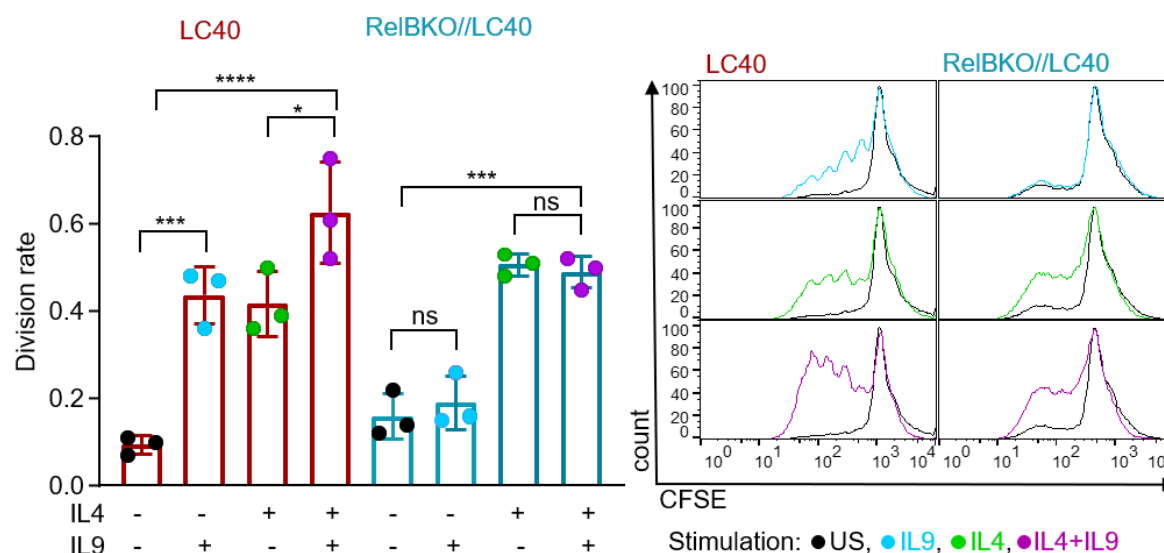 LC40
RelBKO//LC40
****
*
***
ns
***
ns
Division rate
0.8
0.6
0.4
0.2
0.0
IL4 - - + + - - + +
IL9 - + - + - + - +
LC40
RelBKO//LC40
100
80
60
40
20
0
100
80
60
40
20
0
100
80
60
40
20
0
count
10⁰ 10¹ 10² 10³ 10⁴
10⁰ 10¹ 10² 10³ 10⁴
CFSE
Stimulation: US, IL9, IL4, IL4+IL9